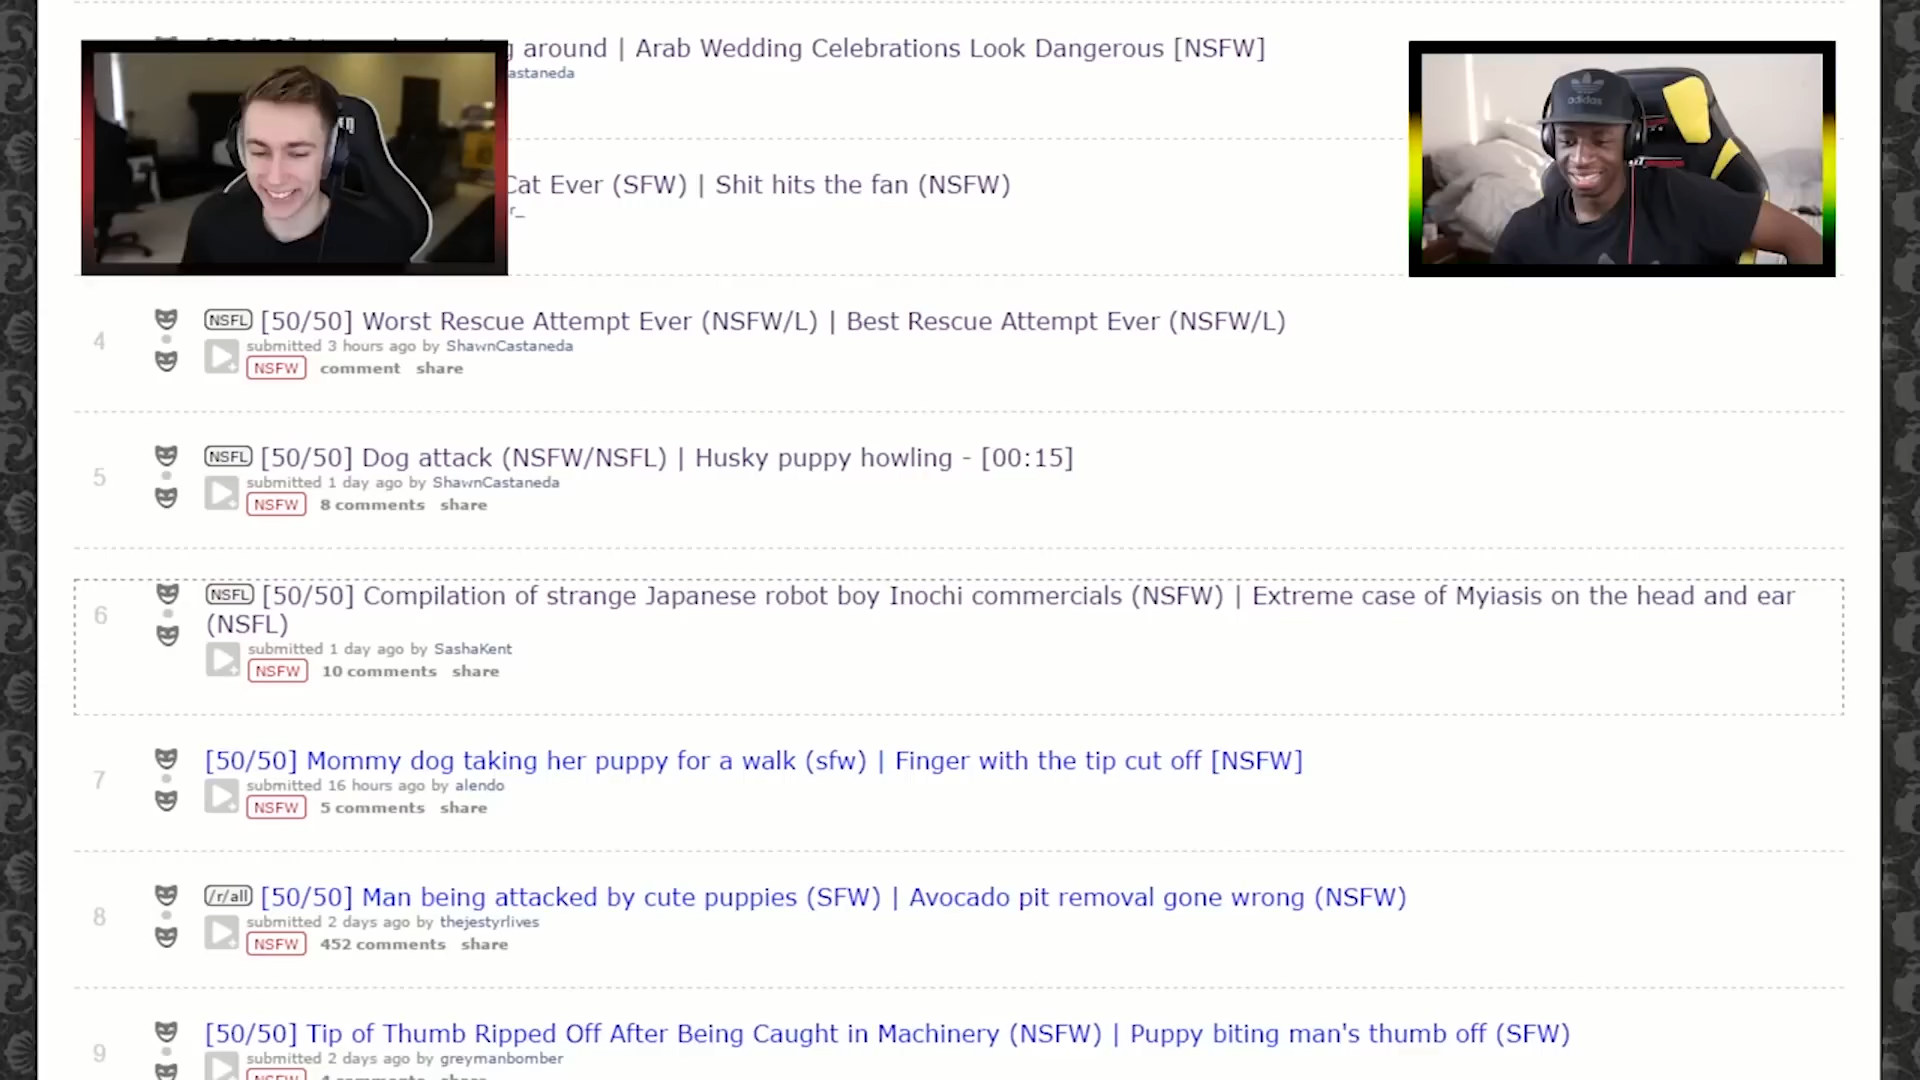 around | Arab Wedding Celebrations Look Dangerous [NSFW]
astaneda
adidas
Cat Ever (SFW) | Shit hits the fan (NSFW)
r_
4
NSFL [50/50] Worst Rescue Attempt Ever (NSFW/L) | Best Rescue Attempt Ever (NSFW/L)
submitted 3 hours ago by ShawnCastaneda
NSFW comment share
5
NSFL [50/50] Dog attack (NSFW/NSFL) | Husky puppy howling - [00:15]
submitted 1 day ago by ShawnCastaneda
NSFW 8 comments share
6
NSFL [50/50] Compilation of strange Japanese robot boy Inochi commercials (NSFW) | Extreme case of Myiasis on the head and ear
(NSFL)
submitted 1 day ago by SashaKent
NSFW 10 comments share
7
[50/50] Mommy dog taking her puppy for a walk (sfw) | Finger with the tip cut off [NSFW]
submitted 16 hours ago by alendo
NSFW 5 comments share
8
/r/all [50/50] Man being attacked by cute puppies (SFW) | Avocado pit removal gone wrong (NSFW)
submitted 2 days ago by thejestyrlives
NSFW 452 comments share
9
[50/50] Tip of Thumb Ripped Off After Being Caught in Machinery (NSFW) | Puppy biting man's thumb off (SFW)
submitted 2 days ago by greymanbomber